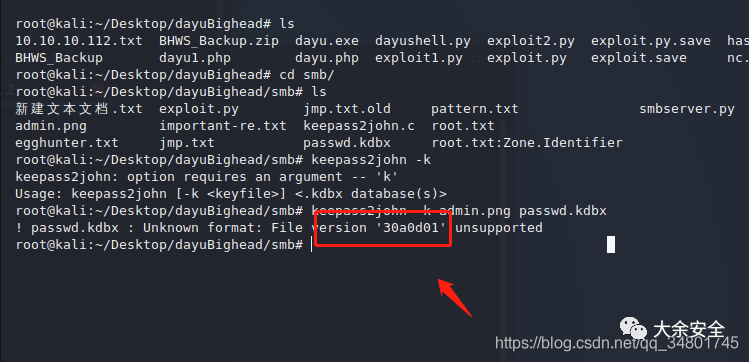 root@kali:~/Desktop/dayuBighead# ls
10.10.10.112.txt BHWS_Backup.zip dayu.exe dayushell.py exploit2.py exploit.py.save has
BHWS_Backup dayu1.php dayu.php exploit1.py exploit.py exploit.save nc.
root@kali:~/Desktop/dayuBighead# cd smb/
root@kali:~/Desktop/dayuBighead/smb# ls
新建文本文档.txt exploit.py jmp.txt.old pattern.txt smbserver.py
admin.png important-re.txt keepass2john.c root.txt
egghunter.txt jmp.txt passwd.kdbx root.txt:Zone.Identifier
root@kali:~/Desktop/dayuBighead/smb# keepass2john -k
keepass2john: option requires an argument -- 'k'
Usage: keepass2john [-k <keyfile>] <.kdbx database(s)>
root@kali:~/Desktop/dayuBighead/smb# keepass2john -k admin.png passwd.kdbx
! passwd.kdbx : Unknown format: File version '30a0d01' unsupported
root@kali:~/Desktop/dayuBighead/smb#
大余安全
https://blog.csdn.net/qq_34801745